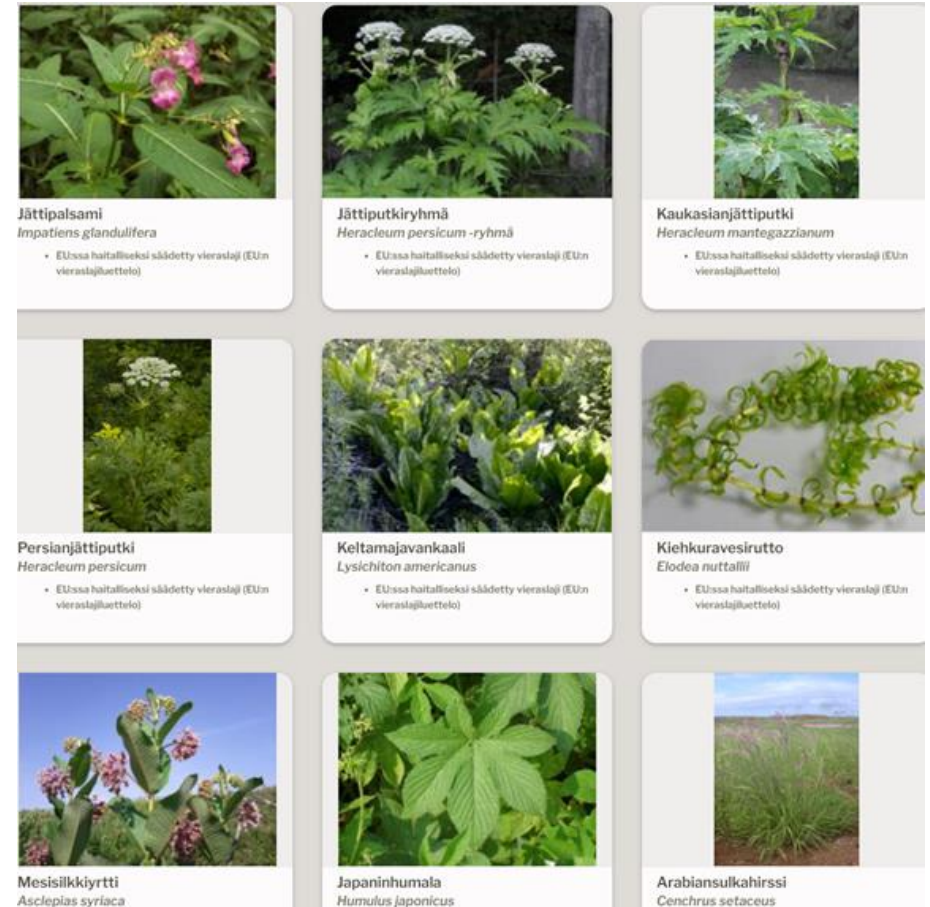 Jättipalsami
Impatiens glandulifera
• EU:ssa haitalliseksi säädetty vieraslaji (EU:n
vieraslajiluettelo)
Jättiputkiryhmä
Heracleum persicum -ryhmä
• EU:ssa haitalliseksi säädetty vieraslaji (EU:n
vieraslajiluettelo)
Kaukasianjättiputki
Heracleum mantegazzianum
• EU:ssa haitalliseksi säädetty vieraslaji (EU:n
vieraslajiluettelo)
Persianjättiputki
Heracleum persicum
• EU:ssa haitalliseksi säädetty vieraslaji (EU:n
vieraslajiluettelo)
Keltamajavankaali
Lysichiton americanus
• EU:ssa haitalliseksi säädetty vieraslaji (EU:n
vieraslajiluettelo)
Kiehkuravesirutto
Elodea nuttallii
• EU:ssa haitalliseksi säädetty vieraslaji (EU:n
vieraslajiluettelo)
Mesisilkkiyrtti
Asclepias syriaca
Japaninhumala
Humulus japonicus
Arabiansulkahirssi
Cenchrus setaceus